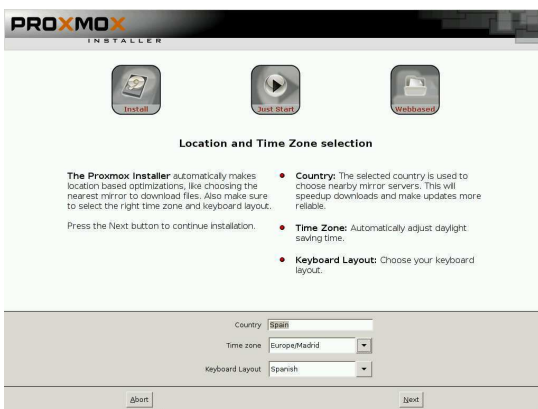 PROXMOX
INSTALLER
Install
Just Start
Webbased
Location and Time Zone selection
The Proxmox Installer automatically makes
location based optimizations, like choosing the
nearest mirror to download files. Also make sure
to select the right time zone and keyboard layout.
Press the Next button to continue installation.
Country: The selected country is used to
choose nearby mirror servers. This will
speedup downloads and make updates more
reliable.
Time Zone: Automatically adjust daylight
saving time.
Keyboard Layout: Choose your keyboard
layout.
Country Spain
Time zone Europe/Madrid
Keyboard Layout Spanish
Abort
Next